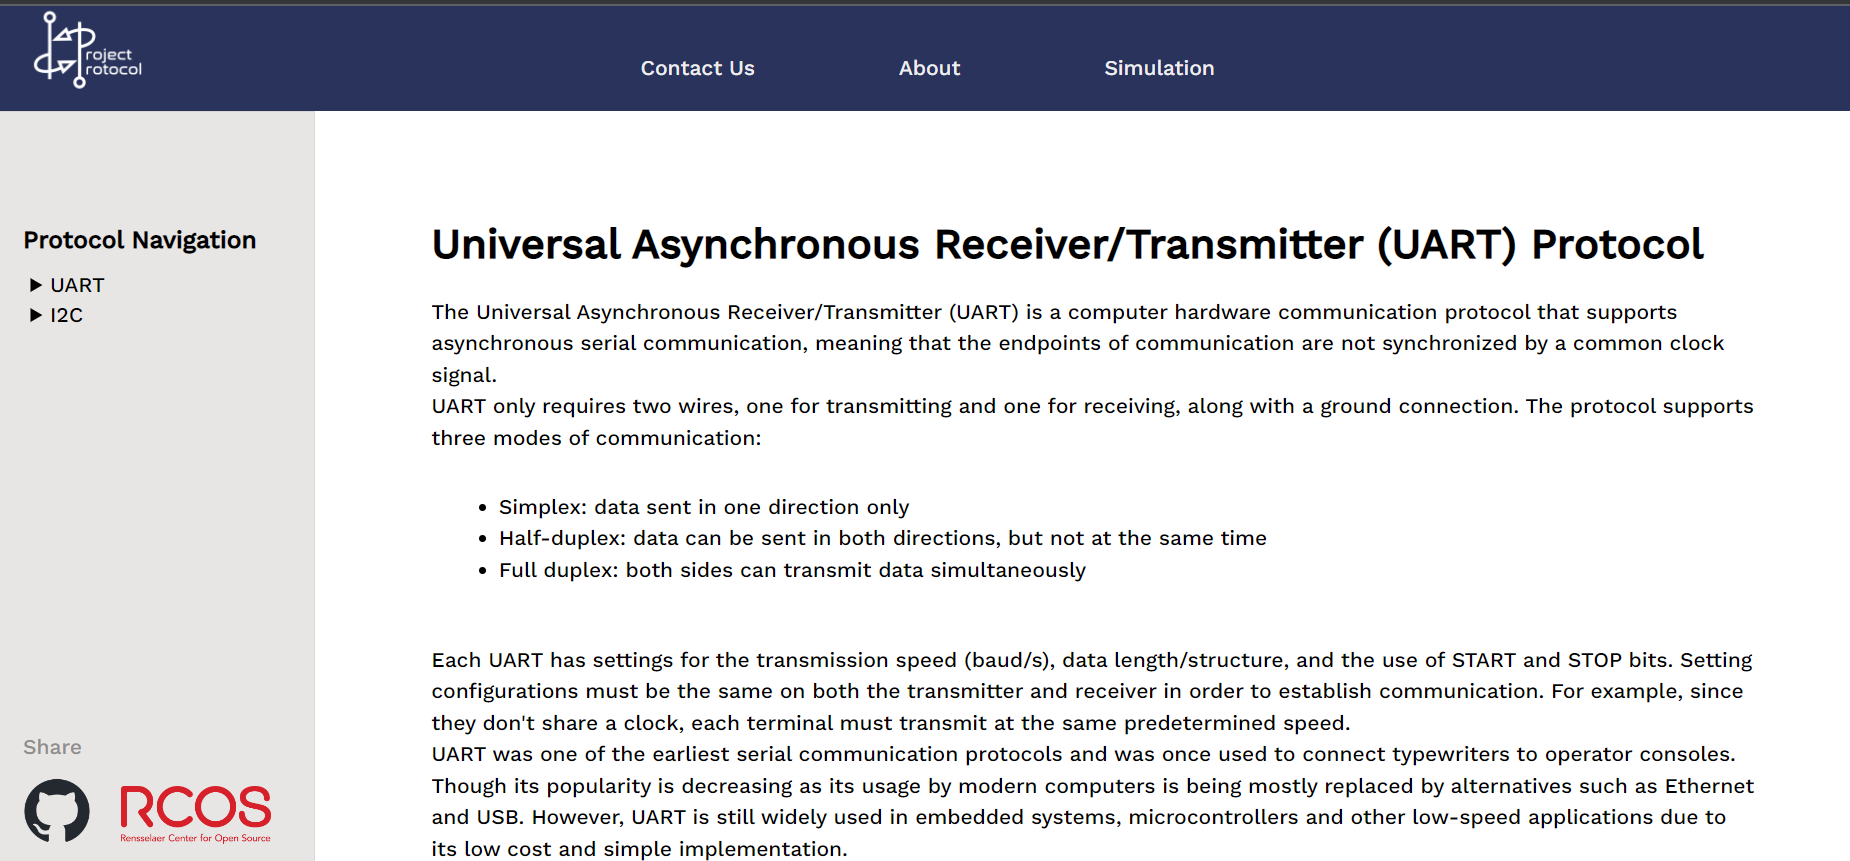 Project
Protocol
Contact Us
About
Simulation
Protocol Navigation
UART
I2C
Share
RCOS
Rensselaer Center for Open Source
Universal Asynchronous Receiver/Transmitter (UART) Protocol
The Universal Asynchronous Receiver/Transmitter (UART) is a computer hardware communication protocol that supports
asynchronous serial communication, meaning that the endpoints of communication are not synchronized by a common clock
signal.
UART only requires two wires, one for transmitting and one for receiving, along with a ground connection. The protocol supports
three modes of communication:
• Simplex: data sent in one direction only
• Half-duplex: data can be sent in both directions, but not at the same time
• Full duplex: both sides can transmit data simultaneously
Each UART has settings for the transmission speed (baud/s), data length/structure, and the use of START and STOP bits. Setting
configurations must be the same on both the transmitter and receiver in order to establish communication. For example, since
they don't share a clock, each terminal must transmit at the same predetermined speed.
UART was one of the earliest serial communication protocols and was once used to connect typewriters to operator consoles.
Though its popularity is decreasing as its usage by modern computers is being mostly replaced by alternatives such as Ethernet
and USB. However, UART is still widely used in embedded systems, microcontrollers and other low-speed applications due to
its low cost and simple implementation.